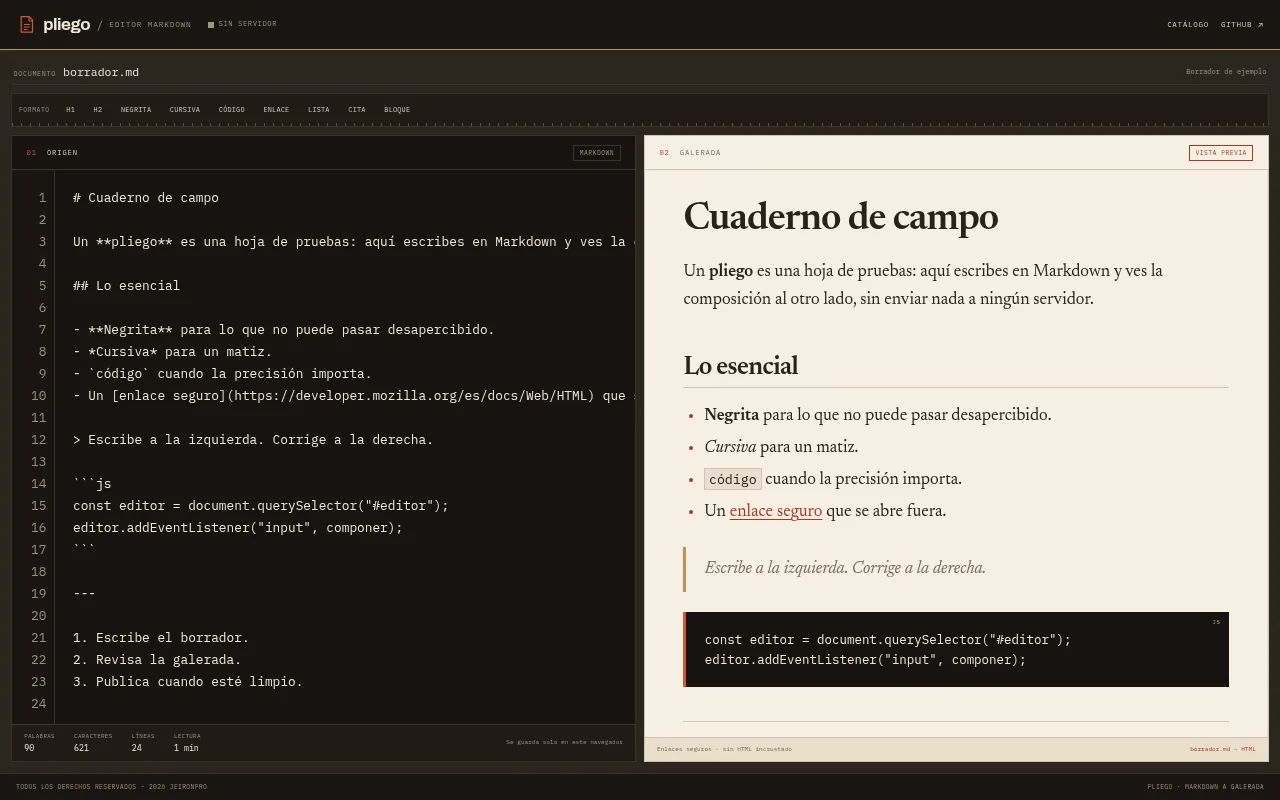 pliego / EDITOR MARKDOWN SIN SERVIDOR
CATÁLOGO GITHUB ↗
DOCUMENTO borrador.md
Borrador de ejemplo
FORMATO H1 H2 NEGRITA CURSIVA CÓDIGO ENLACE LISTA CITA BLOQUE
01 ORIGEN MARKDOWN
1 # Cuaderno de campo
2
3 Un **pliego** es una hoja de pruebas: aquí escribes en Markdown y ves la
4
5 ## Lo esencial
6
7 - **Negrita** para lo que no puede pasar desapercibido.
8 - *Cursiva* para un matiz.
9 - `código` cuando la precisión importa.
10 - Un [enlace seguro](https://developer.mozilla.org/es/docs/Web/HTML) que
11
12 > Escribe a la izquierda. Corrige a la derecha.
13
14 ```js
15 const editor = document.querySelector("#editor");
16 editor.addEventListener("input", componer);
17 ```
18
19 ---
20
21 1. Escribe el borrador.
22 2. Revisa la galerada.
23 3. Publica cuando esté limpio.
24
PALABRAS CARACTERES LÍNEAS LECTURA
90 621 24 1 min
Se guarda solo en este navegador
02 GALERADA VISTA PREVIA
Cuaderno de campo
Un pliego es una hoja de pruebas: aquí escribes en Markdown y ves la
composición al otro lado, sin enviar nada a ningún servidor.
Lo esencial
• Negrita para lo que no puede pasar desapercibido.
• Cursiva para un matiz.
• código cuando la precisión importa.
• Un enlace seguro que se abre fuera.
Escribe a la izquierda. Corrige a la derecha.
JS
const editor = document.querySelector("#editor");
editor.addEventListener("input", componer);
Enlaces seguros · sin HTML incrustado
borrador.md → HTML
TODOS LOS DERECHOS RESERVADOS · 2026 JEIRONPRO
PLIEGO · MARKDOWN A GALERADA